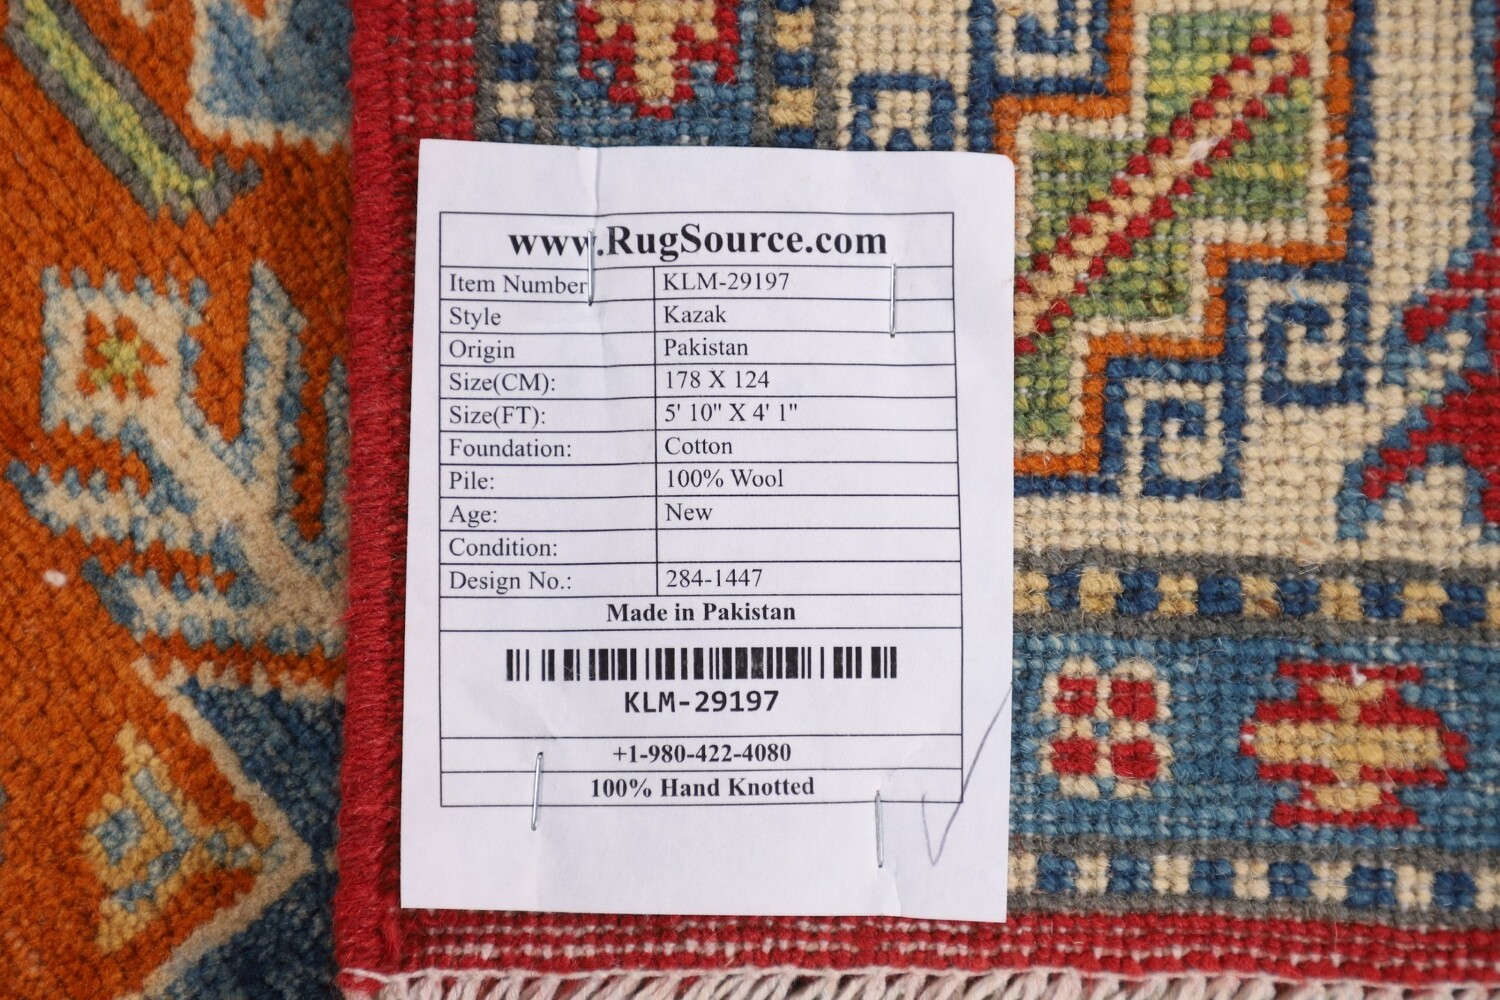 www.RugSource.com
Item Number KLM-29197
Style Kazak
Origin Pakistan
Size(CM): 178 X 124
Size(FT): 5' 10" X 4' 1"
Foundation: Cotton
Pile: 100% Wool
Age: New
Condition:
Design No.: 284-1447
Made in Pakistan
KLM-29197
+1-980-422-4080
100% Hand Knotted